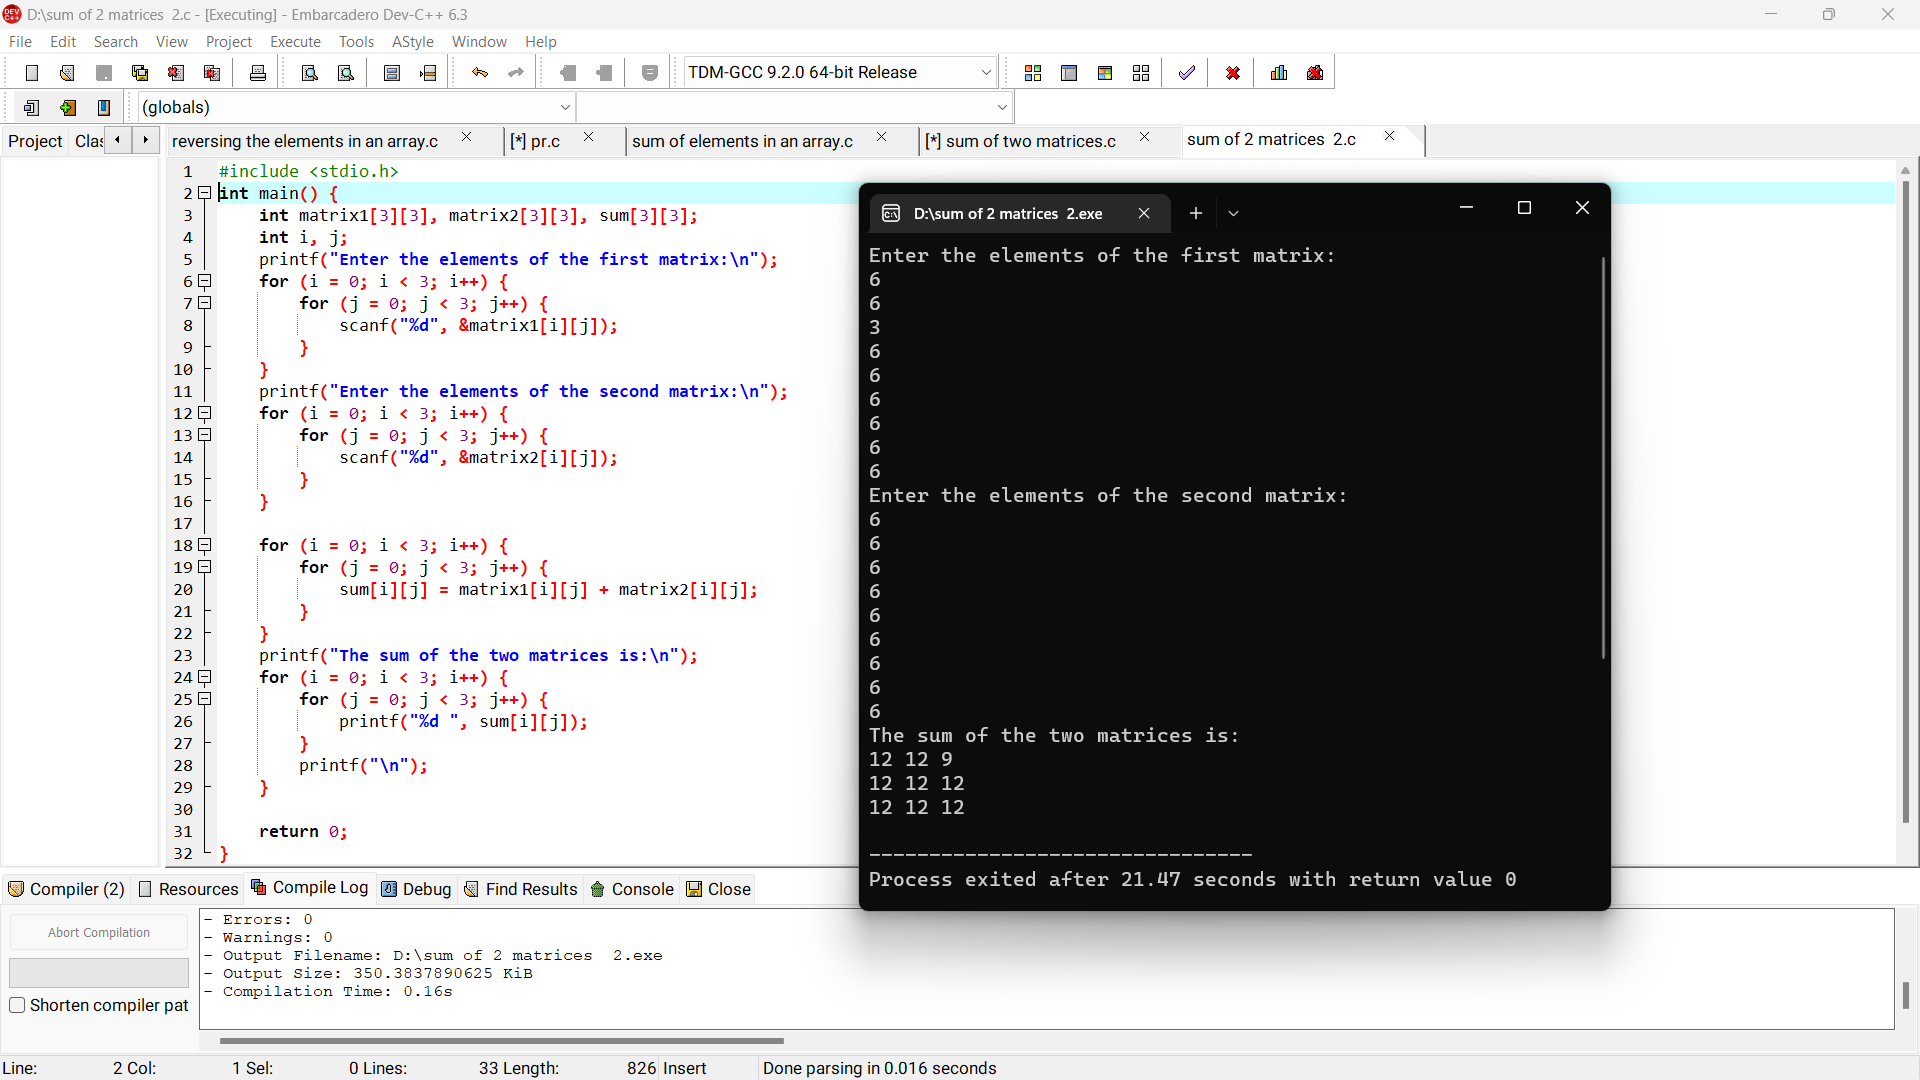 D:\sum of 2 matrices  2.c - [Executing] - Embarcadero Dev-C++ 6.3
File Edit Search View Project Execute Tools AStyle Window Help
TDM-GCC 9.2.0 64-bit Release
(globals)
Project
reversing the elements in an array.c
[*] pr.c
sum of elements in an array.c
[*] sum of two matrices.c
sum of 2 matrices  2.c
1 #include <stdio.h>
2 int main() {
3     int matrix1[3][3], matrix2[3][3], sum[3][3];
4     int i, j;
5     printf("Enter the elements of the first matrix:\n");
6     for (i = 0; i < 3; i++) {
7         for (j = 0; j < 3; j++) {
8             scanf("%d", &matrix1[i][j]);
9         }
10     }
11     printf("Enter the elements of the second matrix:\n");
12     for (i = 0; i < 3; i++) {
13         for (j = 0; j < 3; j++) {
14             scanf("%d", &matrix2[i][j]);
15         }
16     }
17
18     for (i = 0; i < 3; i++) {
19         for (j = 0; j < 3; j++) {
20             sum[i][j] = matrix1[i][j] + matrix2[i][j];
21         }
22     }
23     printf("The sum of the two matrices is:\n");
24     for (i = 0; i < 3; i++) {
25         for (j = 0; j < 3; j++) {
26             printf("%d ", sum[i][j]);
27         }
28         printf("\n");
29     }
30
31     return 0;
32 }
D:\sum of 2 matrices  2.exe
Enter the elements of the first matrix:
6
6
3
6
6
6
6
6
6
Enter the elements of the second matrix:
6
6
6
6
6
6
6
6
6
The sum of the two matrices is:
12 12 9
12 12 12
12 12 12
--------------------------------
Process exited after 21.47 seconds with return value 0
Compiler (2) Resources Compile Log Debug Find Results Console Close
Abort Compilation
Shorten compiler pat
- Errors: 0
- Warnings: 0
- Output Filename: D:\sum of 2 matrices  2.exe
- Output Size: 350.3837890625 KiB
- Compilation Time: 0.16s
Line: 2 Col: 1 Sel: 0 Lines: 33 Length: 826 Insert Done parsing in 0.016 seconds